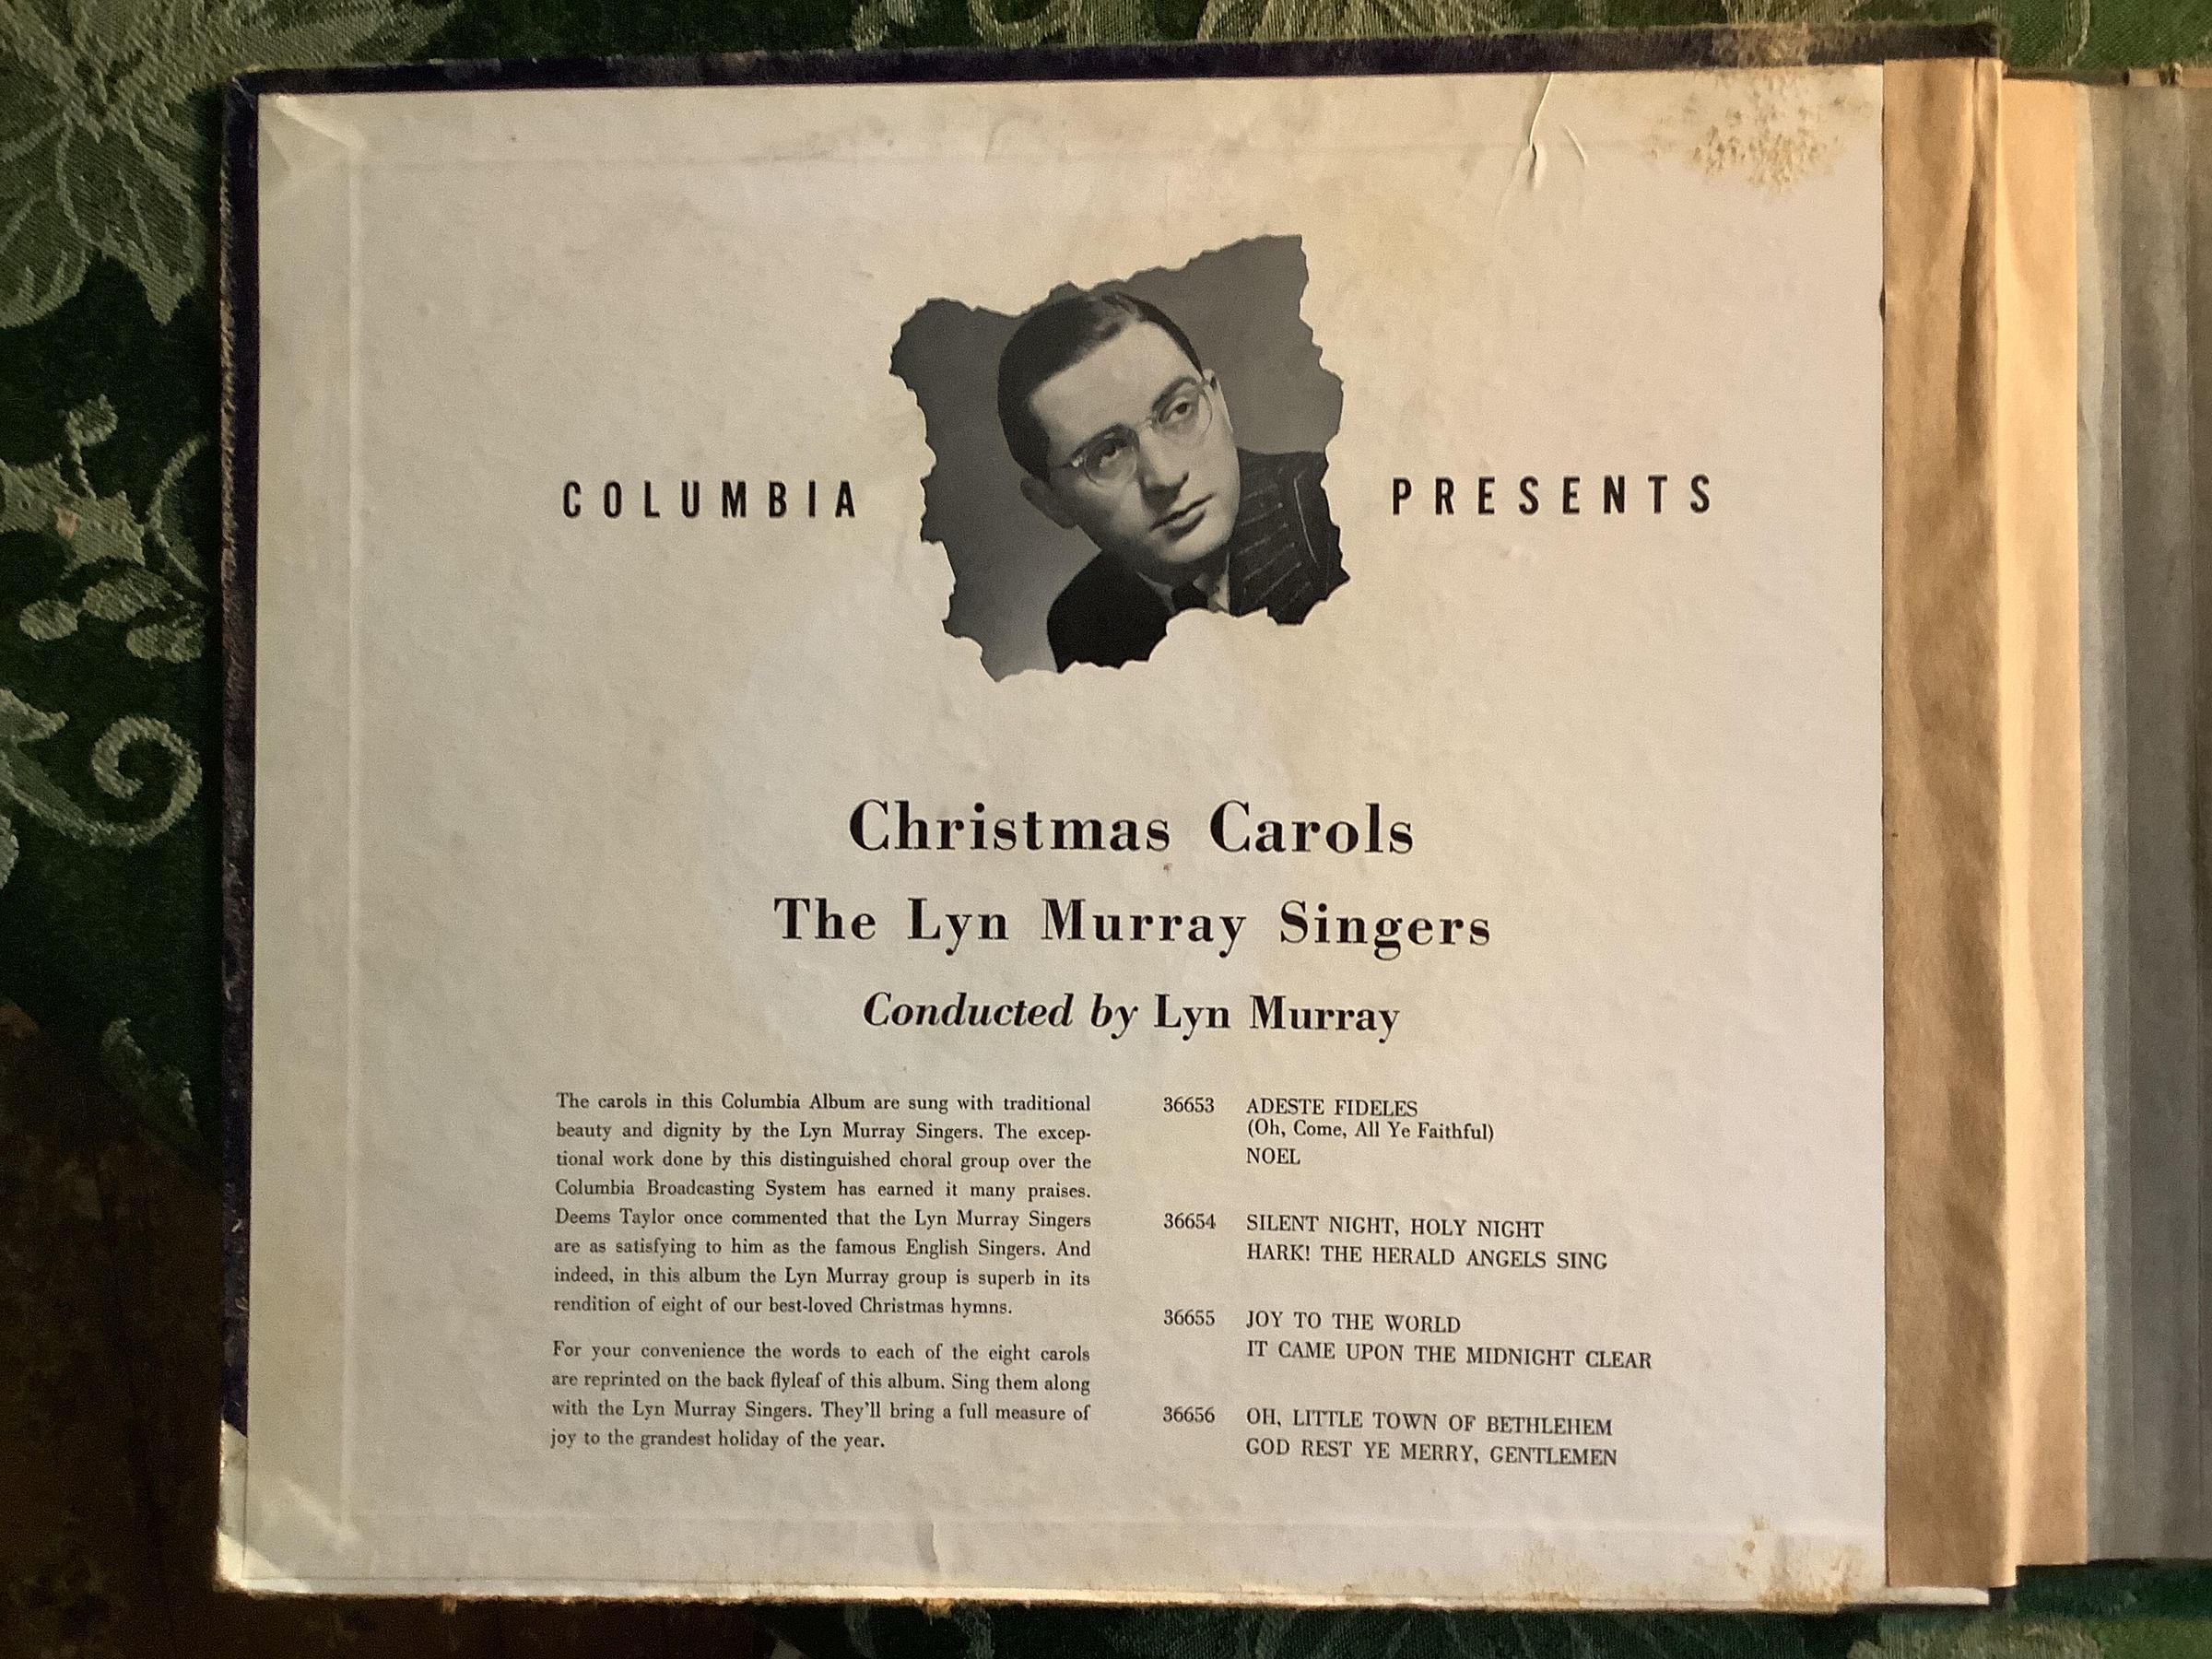 COLUMBIA PRESENTS
Christmas Carols
The Lyn Murray Singers
Conducted by Lyn Murray
The carols in this Columbia Album are sung with traditional
beauty and dignity by the Lyn Murray Singers. The excep-
tional work done by this distinguished choral group over the
Columbia Broadcasting System has earned it many praises.
Deems Taylor once commented that the Lyn Murray Singers
are as satisfying to him as the famous English Singers. And
indeed, in this album the Lyn Murray group is superb in its
rendition of eight of our best-loved Christmas hymns.
For your convenience the words to each of the eight carols
are reprinted on the back flyleaf of this album. Sing them along
with the Lyn Murray Singers. They'll bring a full measure of
joy to the grandest holiday of the year.
36653 ADESTE FIDELES
(Oh, Come, All Ye Faithful)
NOEL
36654 SILENT NIGHT, HOLY NIGHT
HARK! THE HERALD ANGELS SING
36655 JOY TO THE WORLD
IT CAME UPON THE MIDNIGHT CLEAR
36656 OH, LITTLE TOWN OF BETHLEHEM
GOD REST YE MERRY, GENTLEMEN